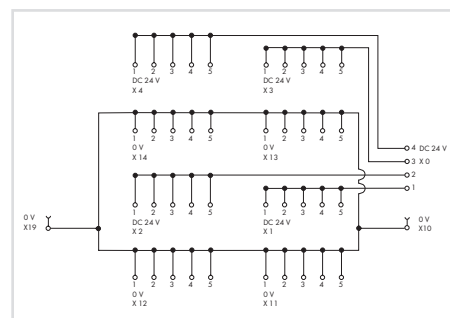 1 2 3 4 5
DC 24 V
X 4
1 2 3 4 5
DC 24 V
X 3
1 2 3 4 5
0 V
X 14
1 2 3 4 5
0 V
X 13
4 DC 24 V
3 X 0
2
1
1 2 3 4 5
DC 24 V
X 2
1 2 3 4 5
DC 24 V
X 1
0 V
X19
0 V
X10
1 2 3 4 5
0 V
X 12
1 2 3 4 5
0 V
X 11